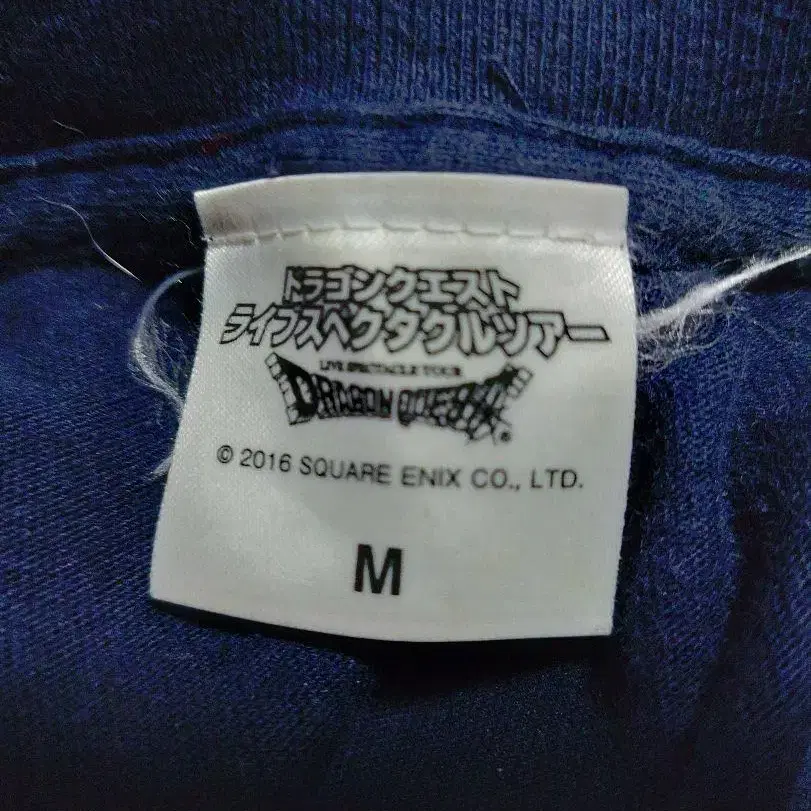 ドラゴンクエスト
ライブスペクタクルツアー
LIVE SPECTACLE TOUR
DRAGON QUEST®
© 2016 SQUARE ENIX CO., LTD.
M